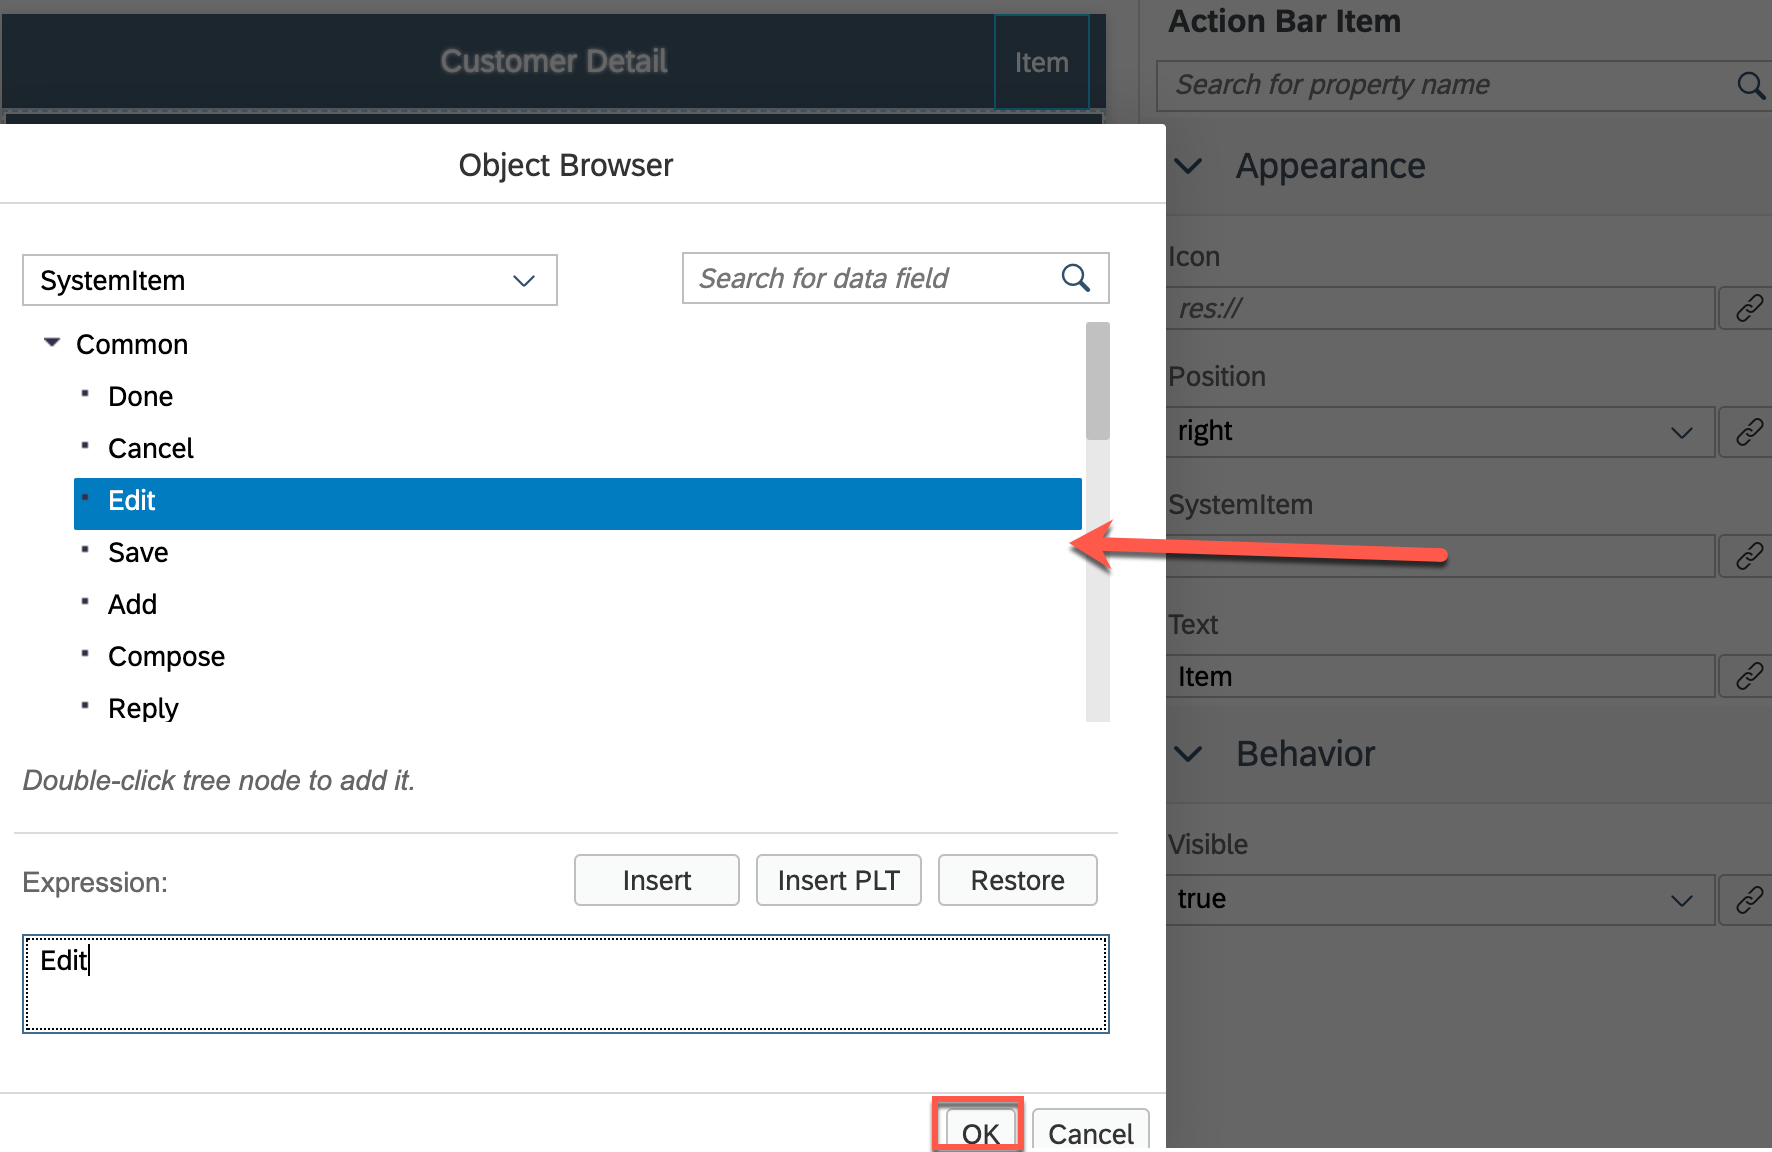 Customer Detail
Item
Object Browser
SystemItem
Search for data field
Common
Done
Cancel
Edit
Save
Add
Compose
Reply
Double-click tree node to add it.
Expression:
Insert
Insert PLT
Restore
Edit
OK
Cancel
Action Bar Item
Search for property name
Appearance
Icon
res://
Position
right
SystemItem
Text
Item
Behavior
Visible
true